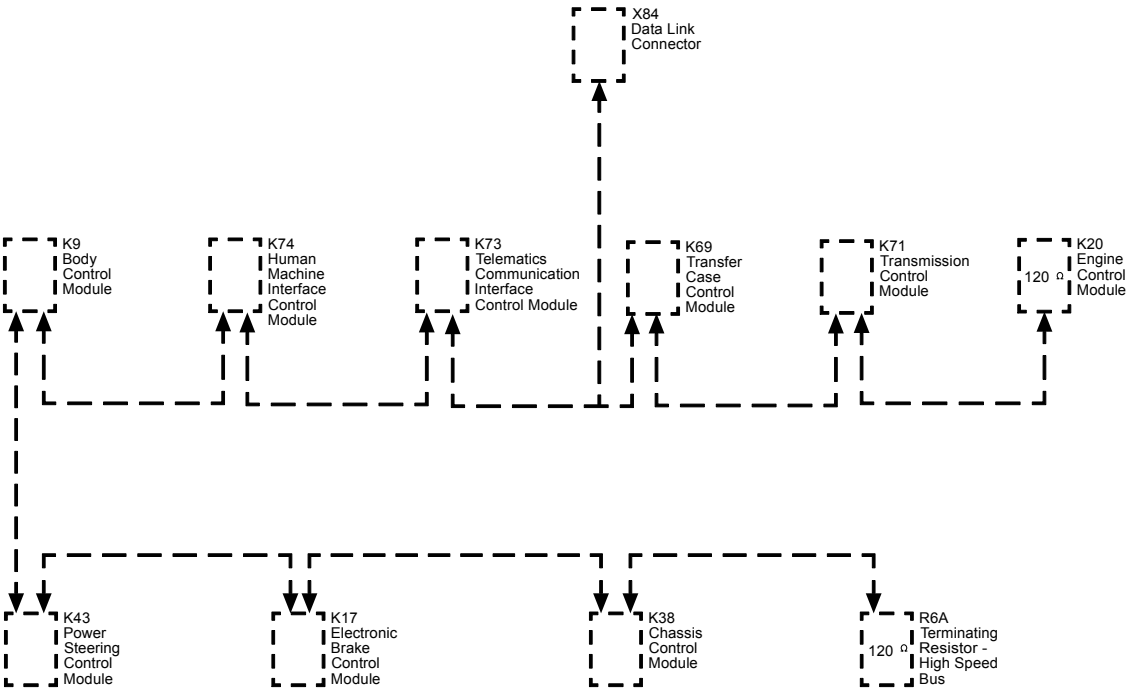 X84
Data Link
Connector
K9
Body
Control
Module
K74
Human
Machine
Interface
Control
Module
K73
Telematics
Communication
Interface
Control Module
K69
Transfer
Case
Control
Module
K71
Transmission
Control
Module
120 Ω
K20
Engine
Control
Module
K43
Power
Steering
Control
Module
K17
Electronic
Brake
Control
Module
K38
Chassis
Control
Module
120 Ω
R6A
Terminating
Resistor -
High Speed
Bus